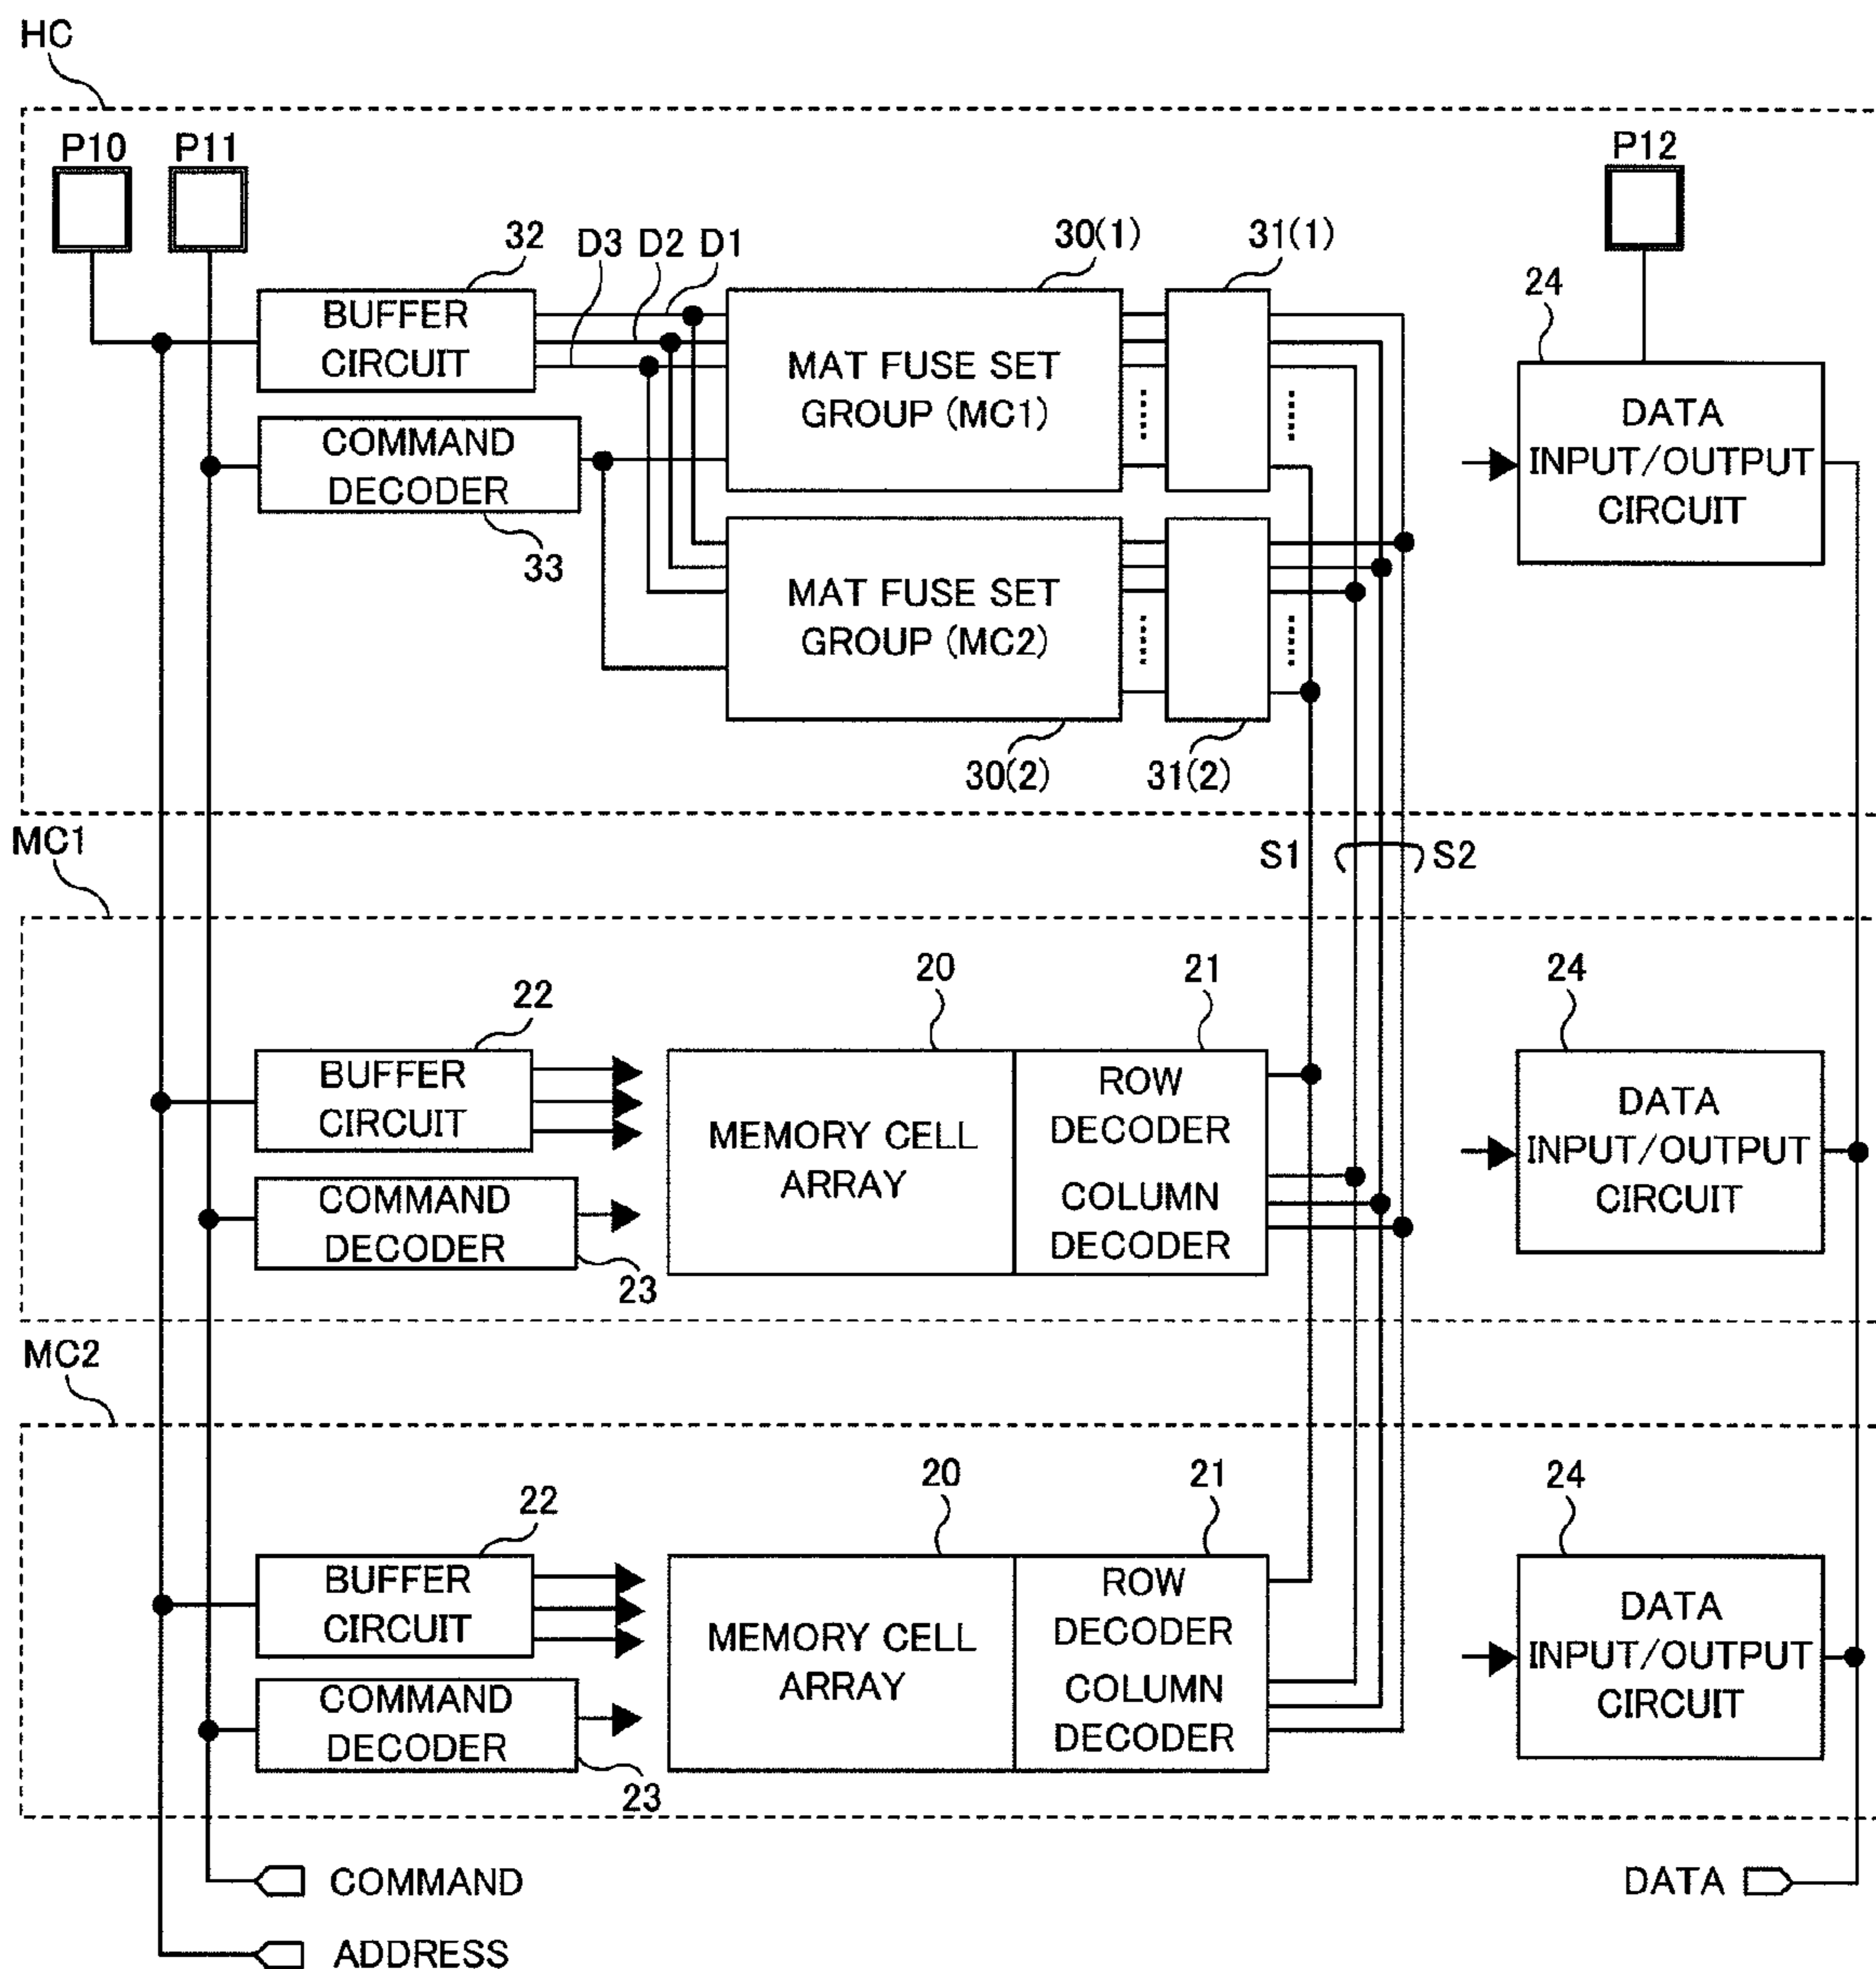 HC
P10
P11
P12
32
D3
D2
D1
30(1)
31(1)
24
BUFFER
CIRCUIT
MAT FUSE SET
GROUP (MC1)
DATA
INPUT/OUTPUT
CIRCUIT
COMMAND
DECODER
33
MAT FUSE SET
GROUP (MC2)
30(2)
31(2)
MC1
S1
S2
22
20
21
24
BUFFER
CIRCUIT
MEMORY CELL
ARRAY
ROW
DECODER
COLUMN
DECODER
DATA
INPUT/OUTPUT
CIRCUIT
COMMAND
DECODER
23
MC2
22
20
21
24
BUFFER
CIRCUIT
MEMORY CELL
ARRAY
ROW
DECODER
COLUMN
DECODER
DATA
INPUT/OUTPUT
CIRCUIT
COMMAND
DECODER
23
COMMAND
DATA
ADDRESS